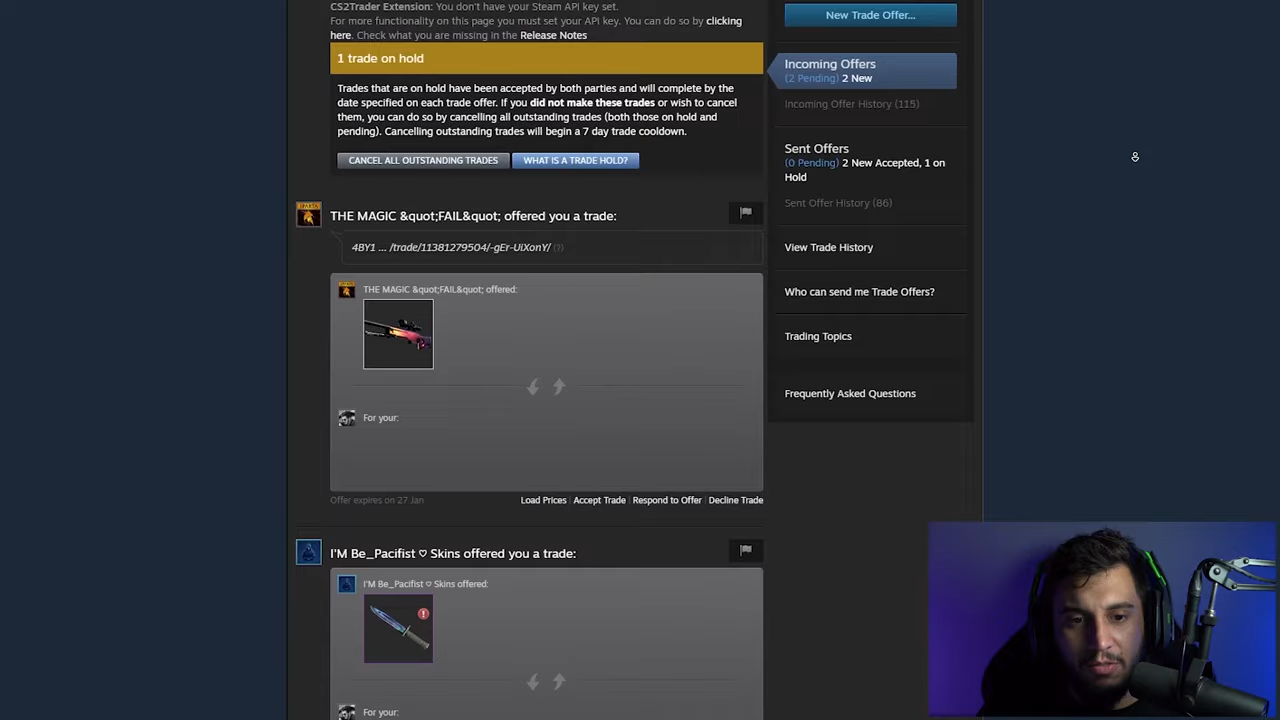 CS2Trader Extension: You don't have your Steam API key set.
For more functionality on this page you must set your API key. You can do so by clicking
here. Check what you are missing in the Release Notes
1 trade on hold
Trades that are on hold have been accepted by both parties and will complete by the
date specified on each trade offer. If you did not make these trades or wish to cancel
them, you can do so by cancelling all outstanding trades (both those on hold and
pending). Cancelling outstanding trades will begin a 7 day trade cooldown.
CANCEL ALL OUTSTANDING TRADES
WHAT IS A TRADE HOLD?
THE MAGIC &quot;FAIL&quot; offered you a trade:
4BY1 ... /trade/11381279504/-gEr-UiXonY/ (?)
THE MAGIC &quot;FAIL&quot; offered:
For your:
Offer expires on 27 Jan
Load Prices | Accept Trade | Respond to Offer | Decline Trade
I'M Be_Pacifist ♡ Skins offered you a trade:
I'M Be_Pacifist ♡ Skins offered:
For your:
New Trade Offer...
Incoming Offers
(2 Pending) 2 New
Incoming Offer History (115)
Sent Offers
(0 Pending) 2 New Accepted, 1 on
Hold
Sent Offer History (86)
View Trade History
Who can send me Trade Offers?
Trading Topics
Frequently Asked Questions